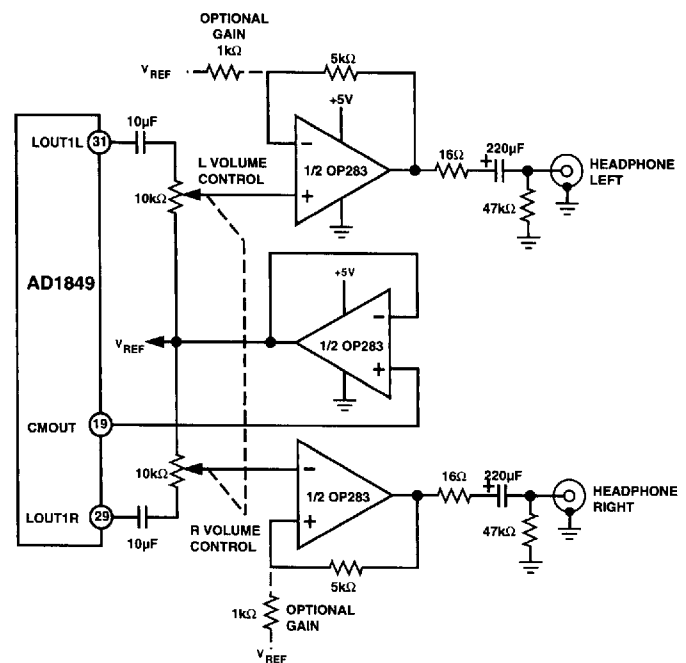 OPTIONAL
GAIN
1kΩ
VREF
5kΩ
+5V
10µF
LOUT1L
31
L VOLUME
CONTROL
10kΩ
−
+
1/2 OP283
16Ω
+
220µF
HEADPHONE
LEFT
47kΩ
AD1849
+5V
VREF
1/2 OP283
−
+
CMOUT
19
10kΩ
−
+
1/2 OP283
16Ω
+
220µF
HEADPHONE
RIGHT
47kΩ
LOUT1R
29
10µF
R VOLUME
CONTROL
5kΩ
1kΩ
OPTIONAL
GAIN
VREF